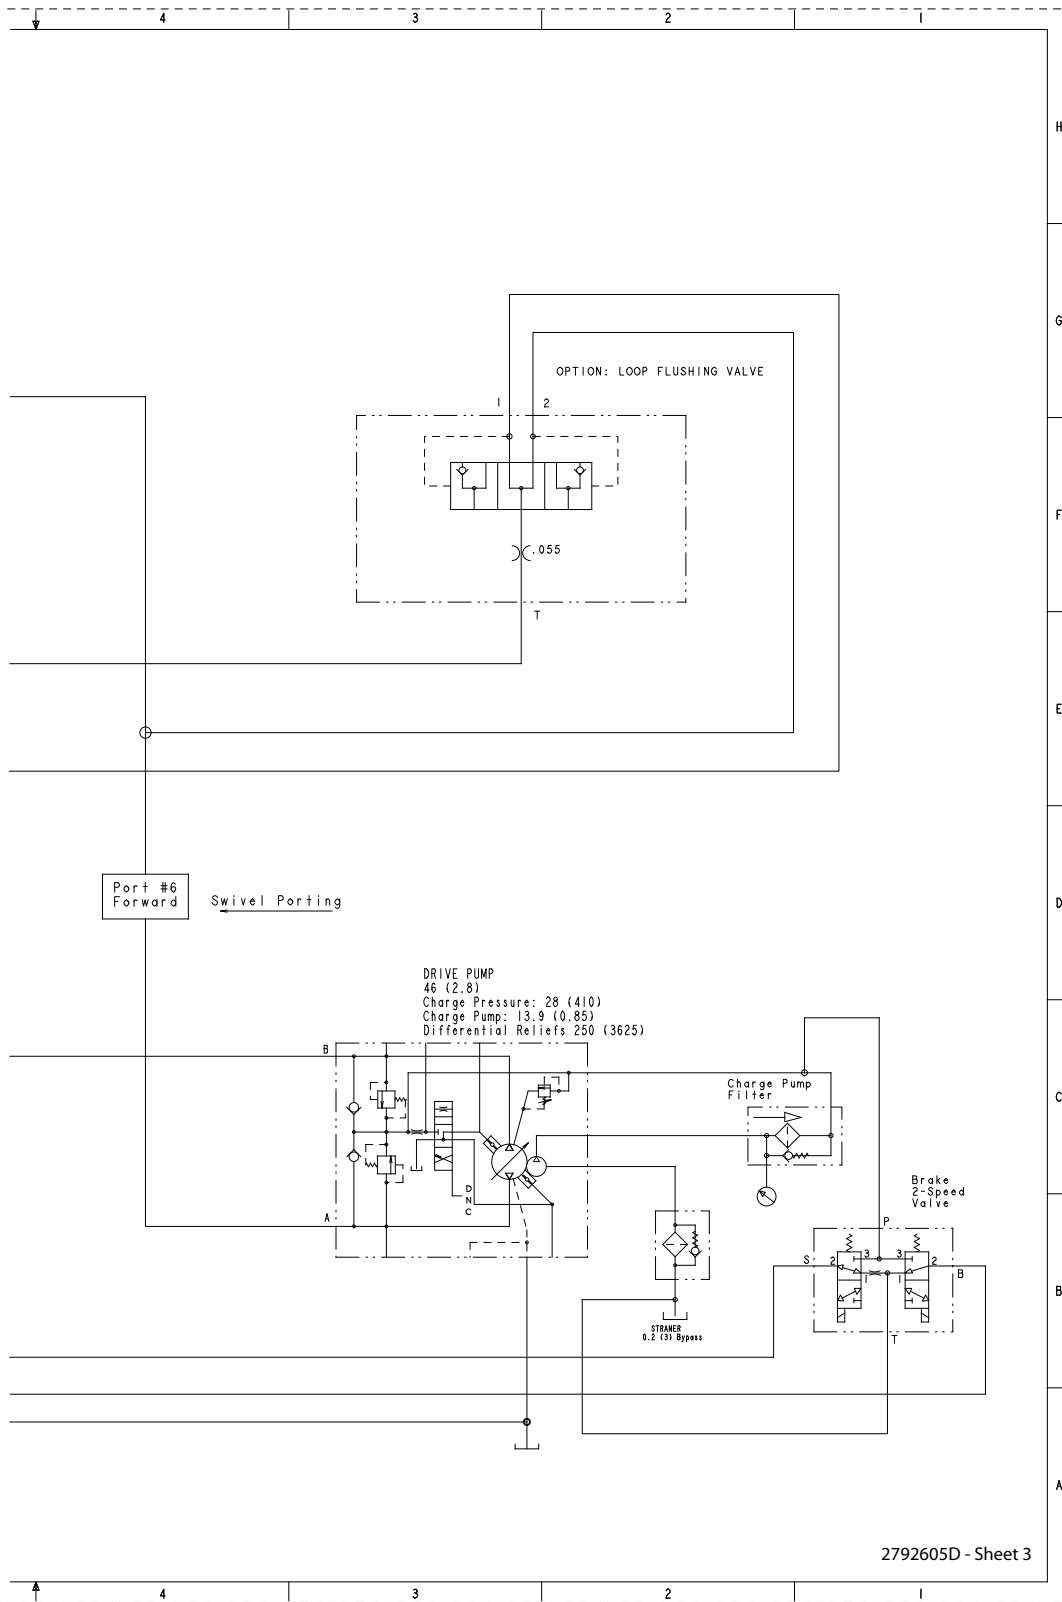 4 3 2 1
H
G
OPTION: LOOP FLUSHING VALVE
1 2
F
.055
T
E
Port #6
Forward
Swivel Porting
D
DRIVE PUMP
46 (2.8)
Charge Pressure: 28 (410)
Charge Pump: 13.9 (0.85)
Differential Reliefs 250 (3625)
B
Charge Pump
Filter
C
D
N
C
Brake
2-Speed
Valve
A
P
S 2 3 3 2 B
1 1
B
T
STRANER
0.2 (3) Bypass
A
2792605D - Sheet 3
4 3 2 1